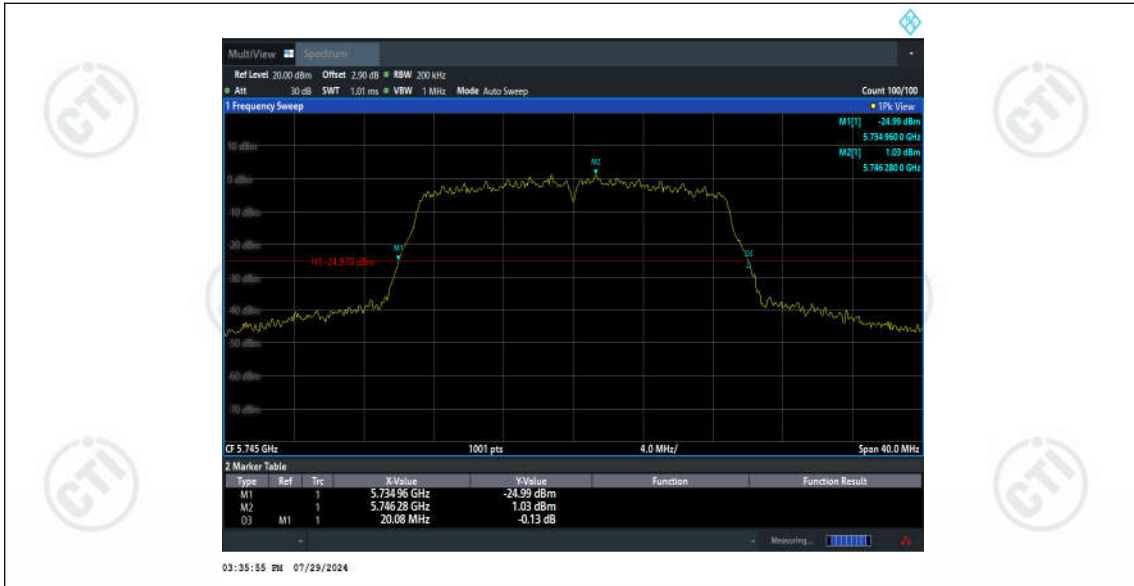 MultiView Spectrum
Ref Level 20.00 dBm Offset 2.90 dB RBW 200 kHz
Att 30 dB SWT 1.01 ms VBW 1 MHz Mode Auto Sweep Count 100/100
1 Frequency Sweep 1Pk View
M1[1] -24.99 dBm
5.734 960 0 GHz
M2[1] 1.03 dBm
5.746 280 0 GHz
10 dBm
M2
0 dBm
-10 dBm
-20 dBm
M1
H1 -24.970 dBm
-30 dBm
-40 dBm
-50 dBm
-60 dBm
-70 dBm
CF 5.745 GHz 1001 pts 4.0 MHz/ Span 40.0 MHz
2 Marker Table
Type Ref Trc X-Value Y-Value Function Function Result
M1 1 5.734 96 GHz -24.99 dBm
M2 1 5.746 28 GHz 1.03 dBm
D3 M1 1 20.08 MHz -0.13 dB
Measuring...
03:35:55 PM 07/29/2024
CTI
CTI
CTI
CTI